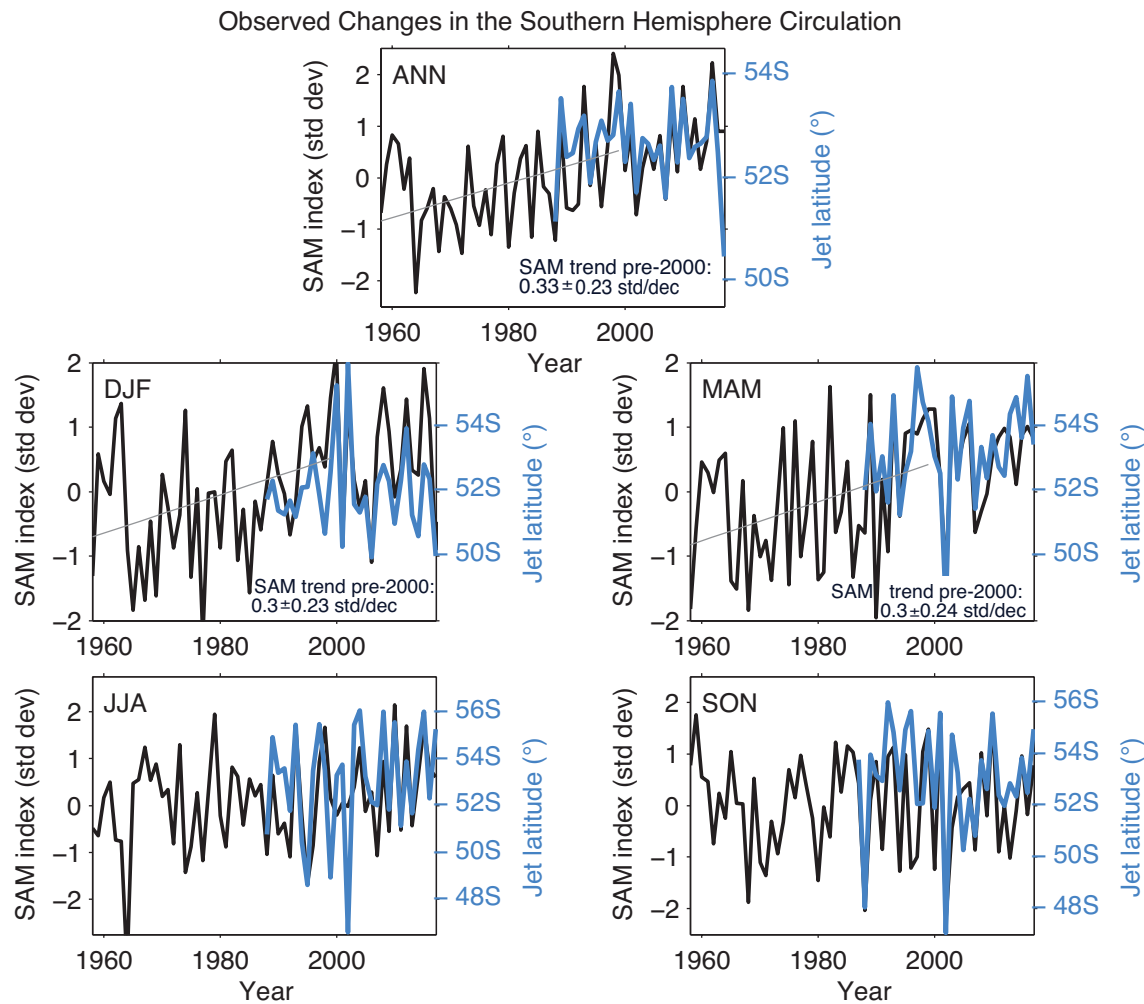 Observed Changes in the Southern Hemisphere Circulation
ANN
SAM index (std dev)
2
1
0
−1
−2
54S
52S
50S
Jet latitude (°)
SAM trend pre-2000:
0.33±0.23 std/dec
1960 1980 2000
Year
DJF
SAM index (std dev)
2
1
0
−1
−2
54S
52S
50S
Jet latitude (°)
SAM trend pre-2000:
0.3±0.23 std/dec
1960 1980 2000
MAM
SAM index (std dev)
2
1
0
−1
−2
54S
52S
50S
Jet latitude (°)
SAM trend pre-2000:
0.3±0.24 std/dec
1960 1980 2000
JJA
SAM index (std dev)
2
1
0
−1
−2
56S
54S
52S
50S
48S
Jet latitude (°)
1960 1980 2000
Year
SON
SAM index (std dev)
2
1
0
−1
−2
56S
54S
52S
50S
48S
Jet latitude (°)
1960 1980 2000
Year